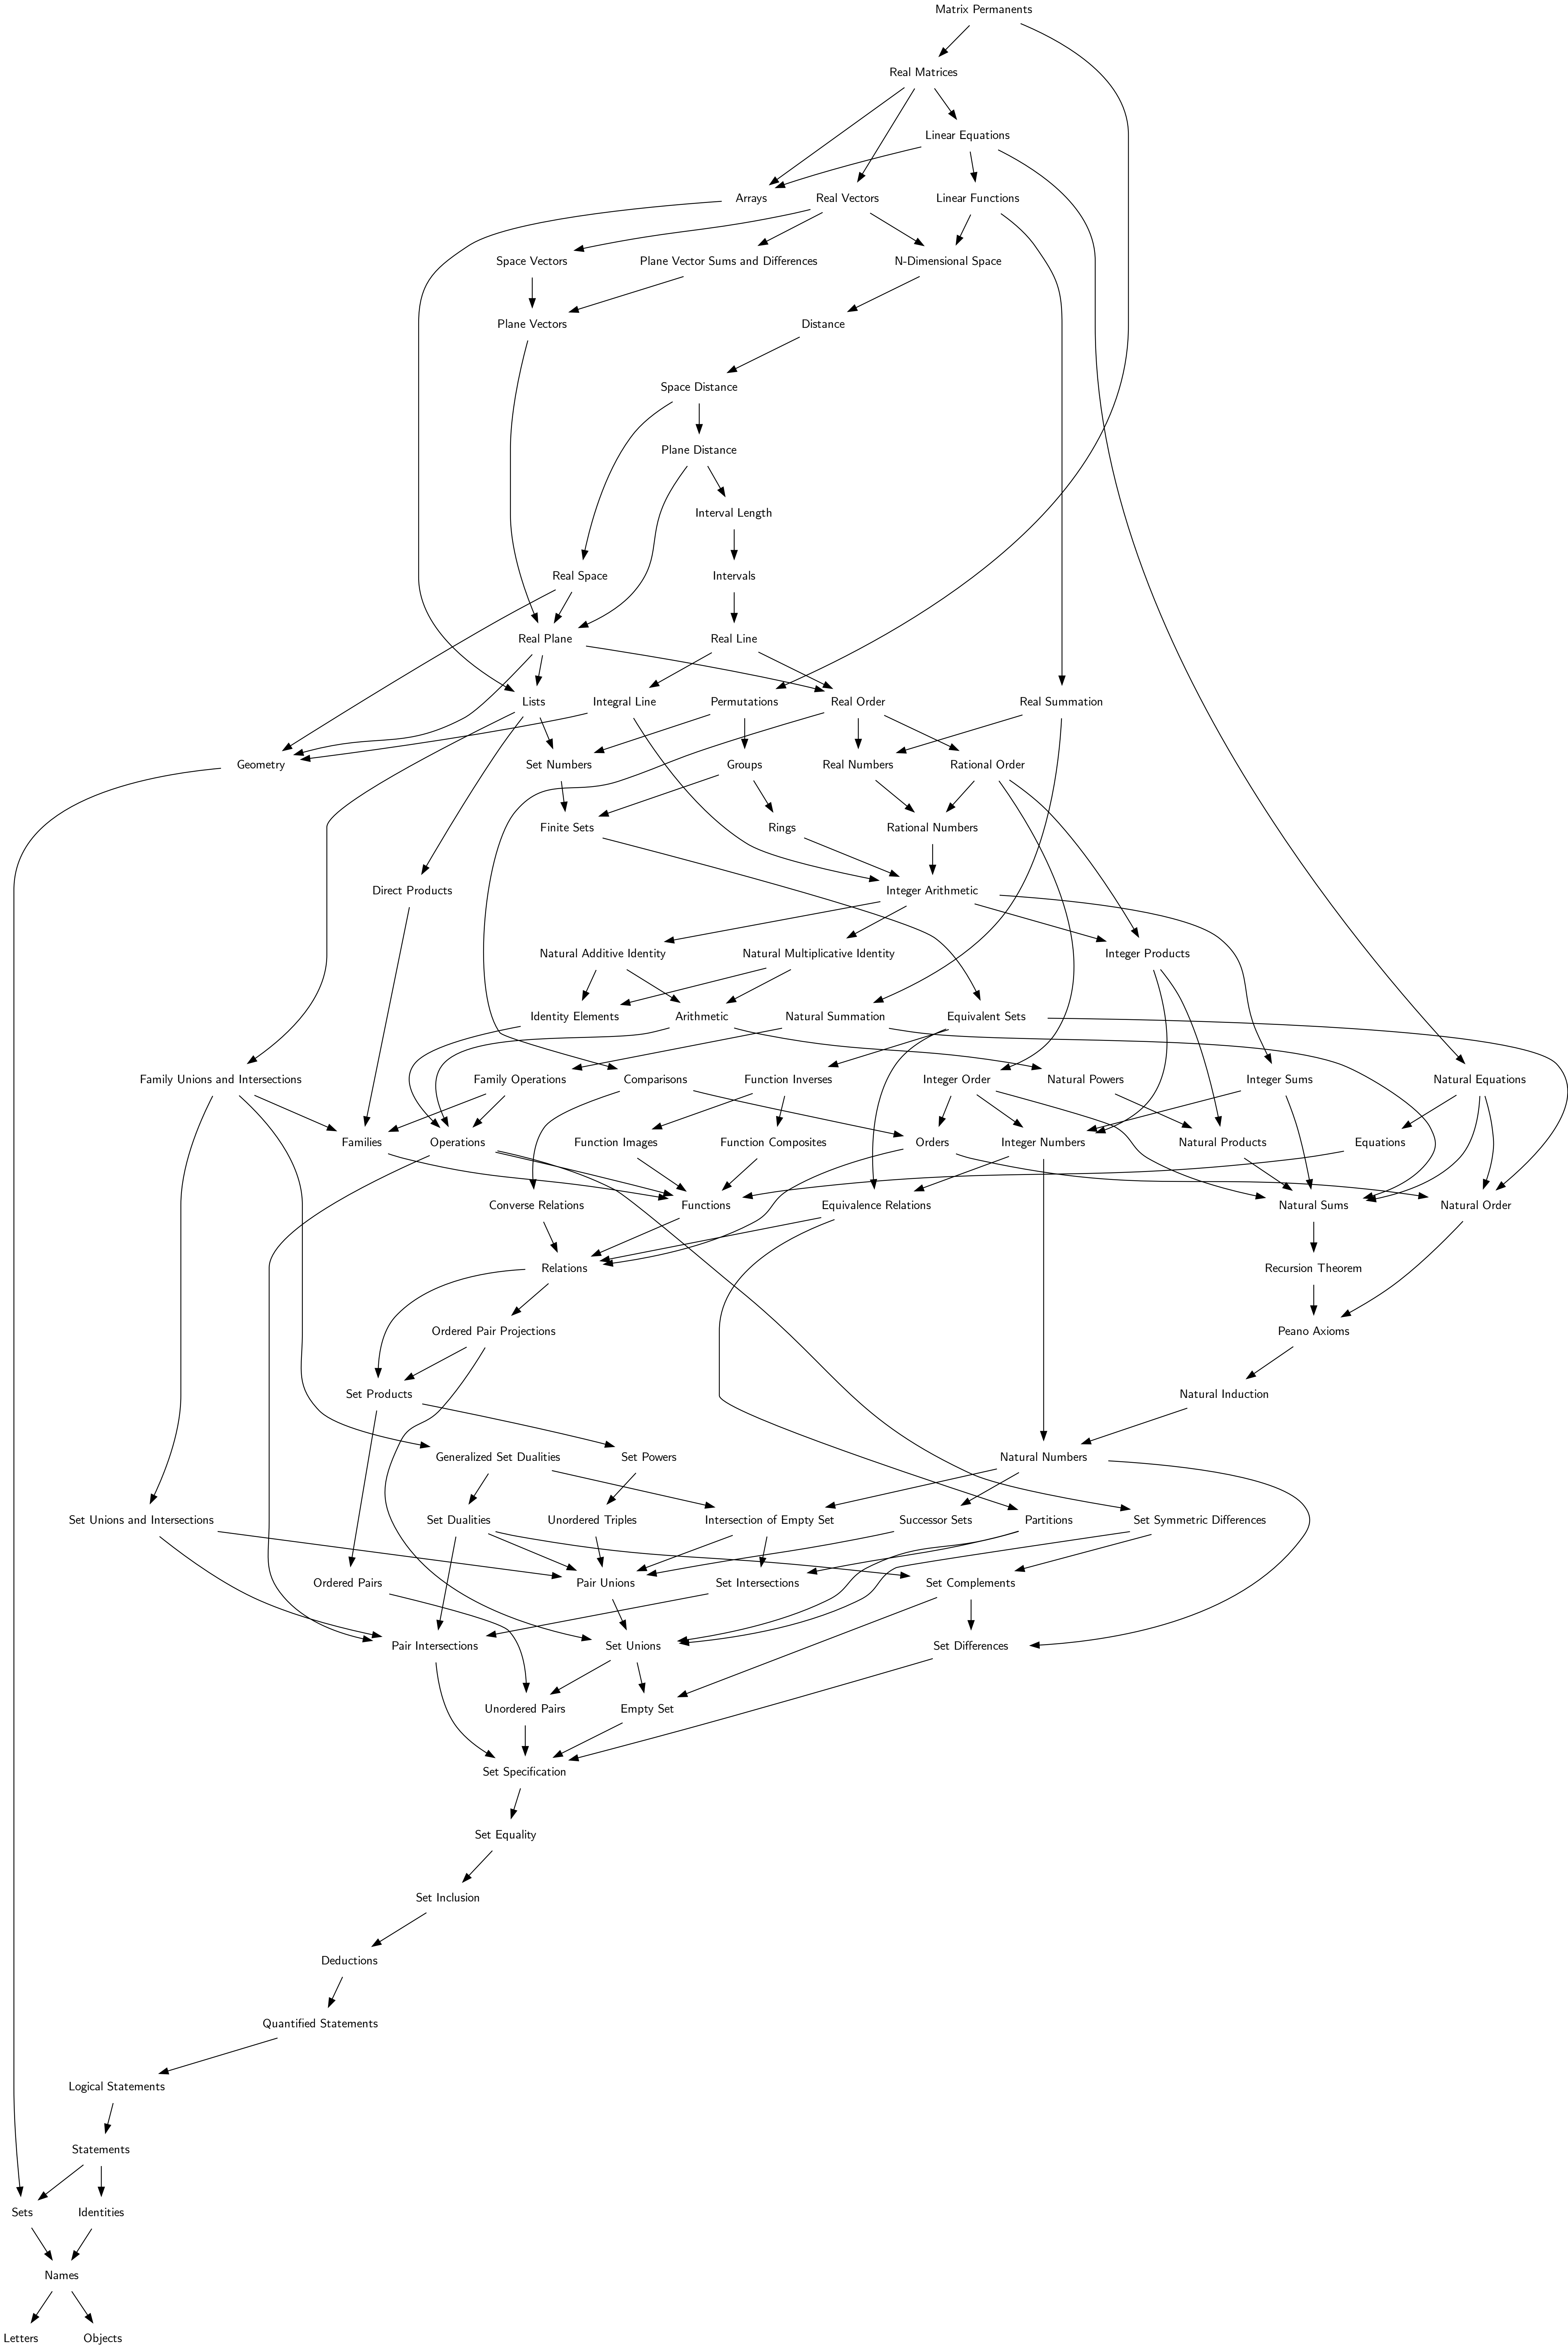 Matrix Permanents
Real Matrices
Linear Equations
Arrays
Real Vectors
Linear Functions
Space Vectors
Plane Vector Sums and Differences
N-Dimensional Space
Plane Vectors
Distance
Space Distance
Plane Distance
Interval Length
Real Space
Intervals
Real Plane
Real Line
Lists
Integral Line
Permutations
Real Order
Real Summation
Geometry
Set Numbers
Groups
Real Numbers
Rational Order
Finite Sets
Rings
Rational Numbers
Direct Products
Integer Arithmetic
Natural Additive Identity
Natural Multiplicative Identity
Integer Products
Identity Elements
Arithmetic
Natural Summation
Equivalent Sets
Family Unions and Intersections
Family Operations
Comparisons
Function Inverses
Integer Order
Natural Powers
Integer Sums
Natural Equations
Families
Operations
Function Images
Function Composites
Orders
Integer Numbers
Natural Products
Equations
Converse Relations
Functions
Equivalence Relations
Natural Sums
Natural Order
Relations
Recursion Theorem
Ordered Pair Projections
Peano Axioms
Set Products
Natural Induction
Generalized Set Dualities
Set Powers
Natural Numbers
Set Unions and Intersections
Set Dualities
Unordered Triples
Intersection of Empty Set
Successor Sets
Partitions
Set Symmetric Differences
Ordered Pairs
Pair Unions
Set Intersections
Set Complements
Pair Intersections
Set Unions
Set Differences
Unordered Pairs
Empty Set
Set Specification
Set Equality
Set Inclusion
Deductions
Quantified Statements
Logical Statements
Statements
Sets
Identities
Names
Letters
Objects